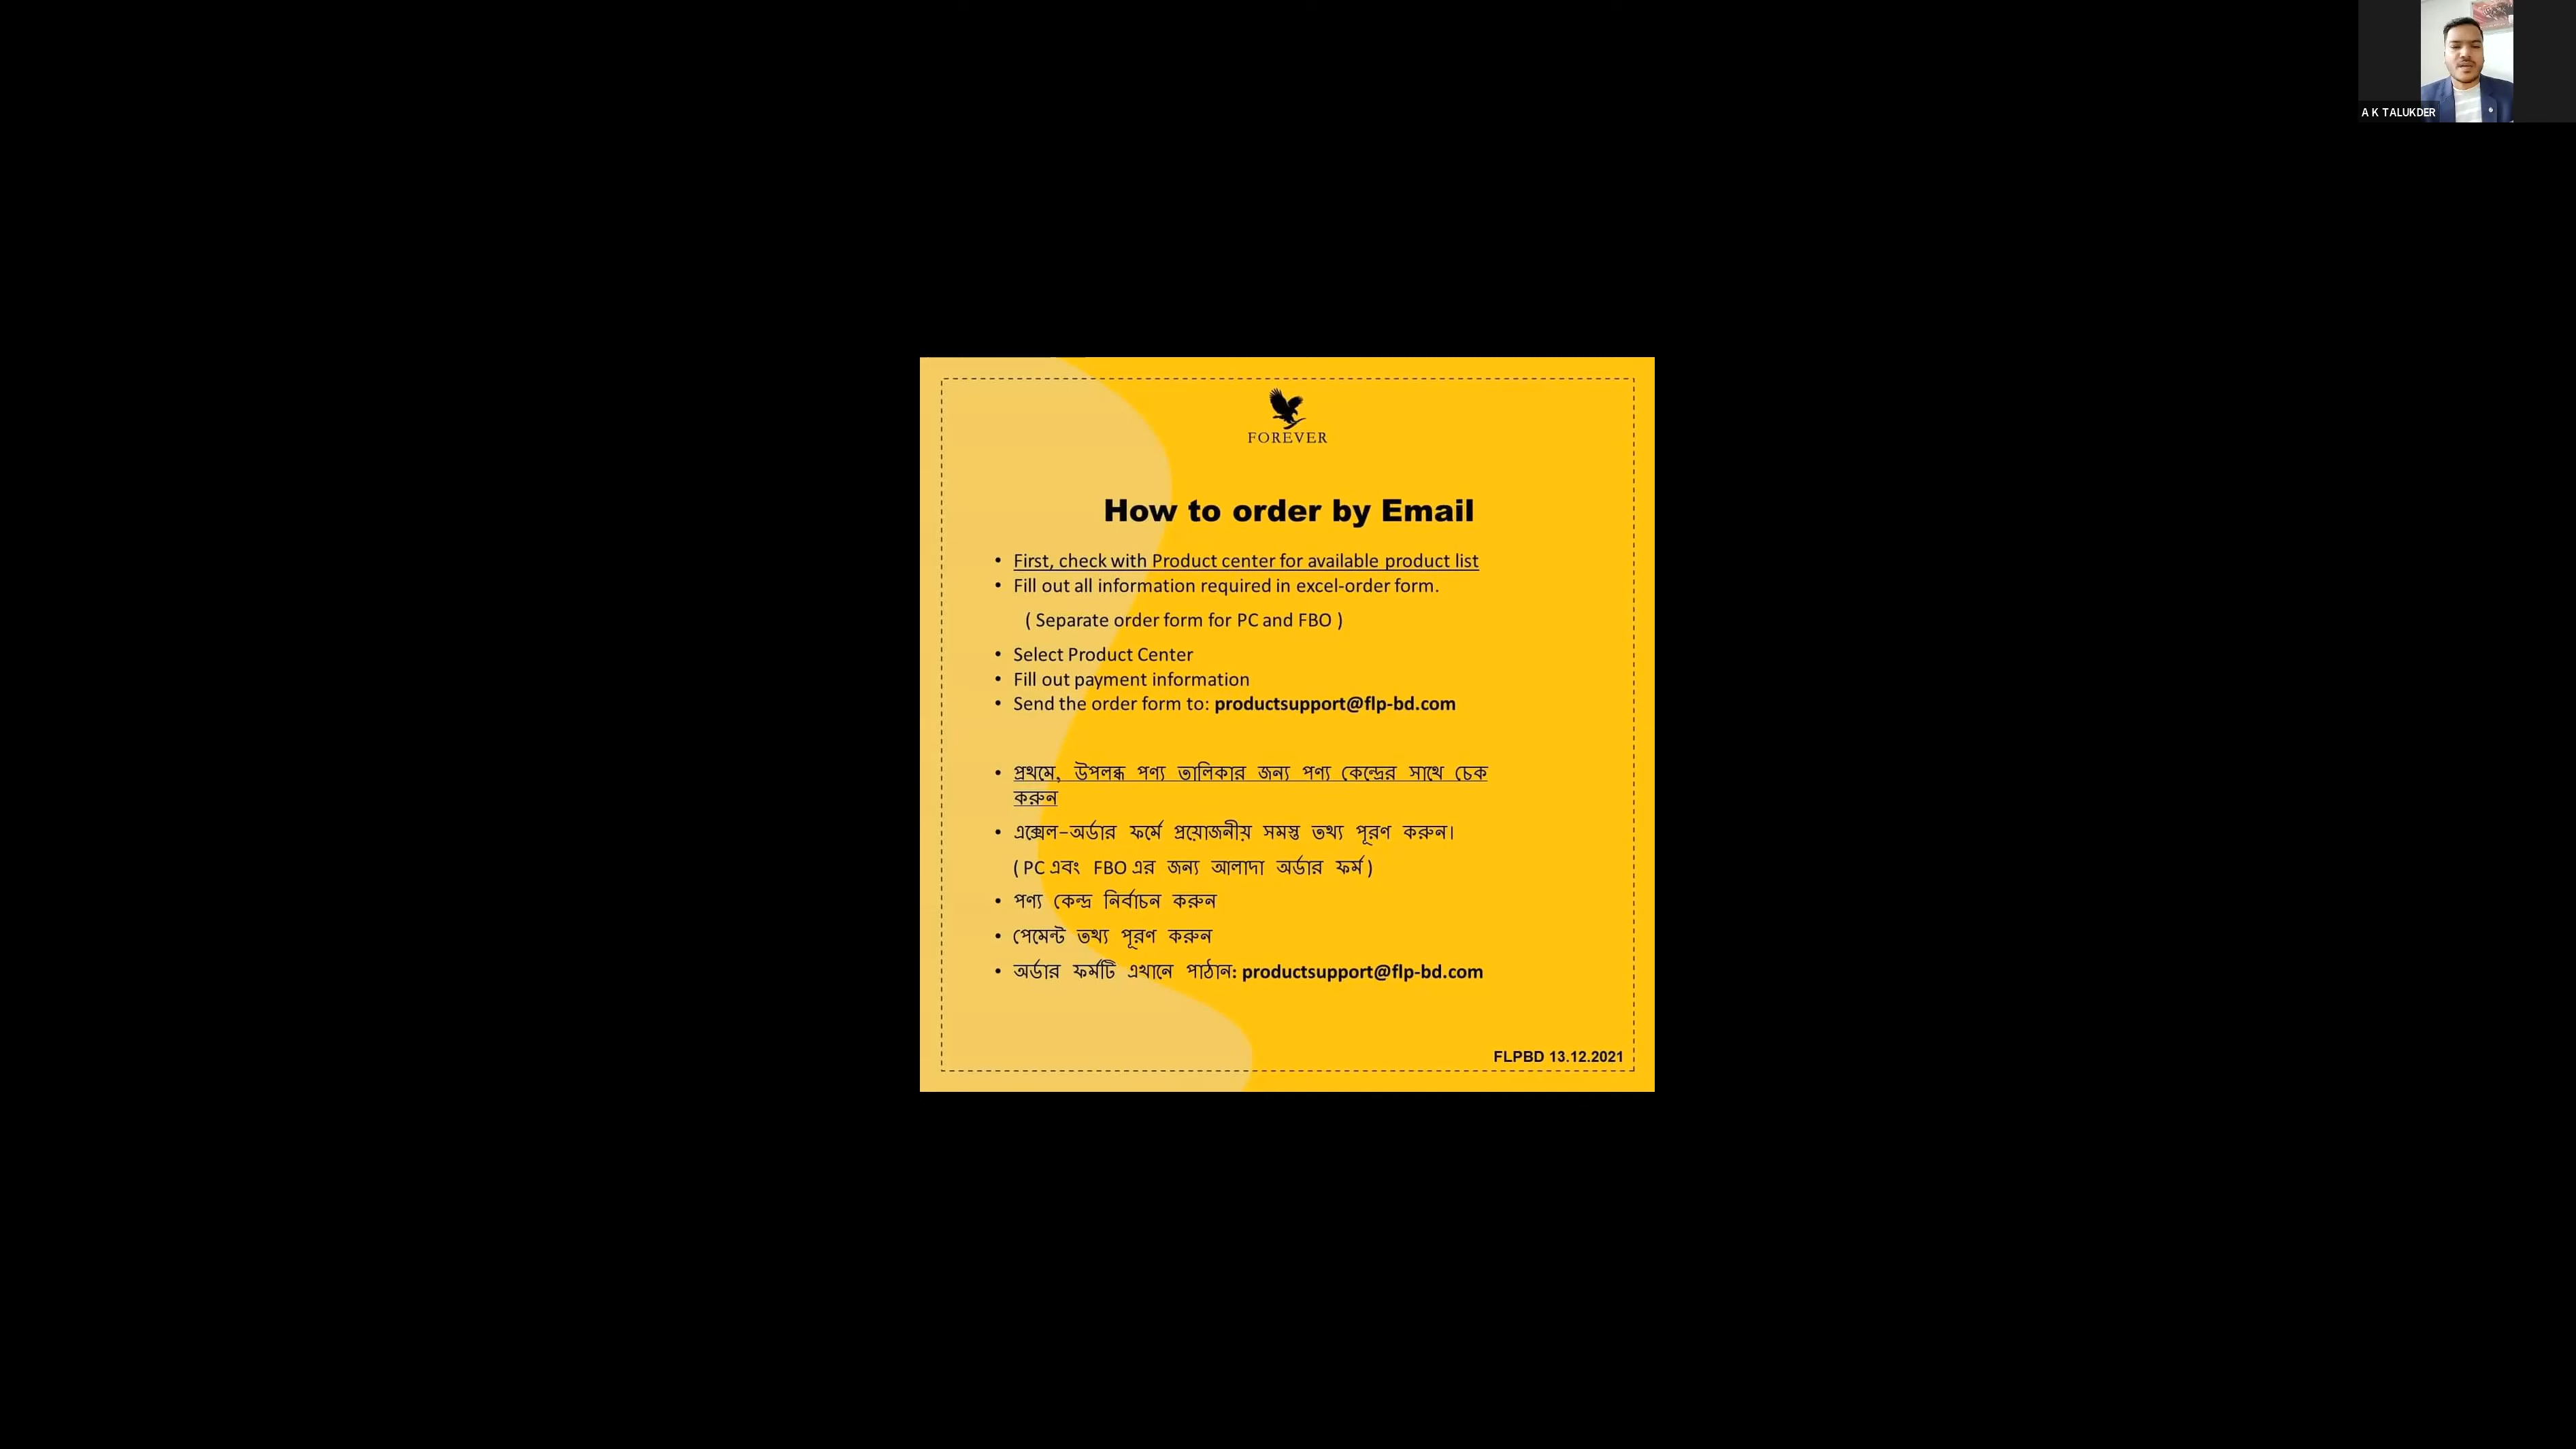 A K TALUKDER
FOREVER
How to order by Email
• First, check with Product center for available product list
• Fill out all information required in excel-order form.
( Separate order form for PC and FBO )
• Select Product Center
• Fill out payment information
• Send the order form to: productsupport@flp-bd.com
• প্রথমে, উপলব্ধ পণ্য তালিকার জন্য পণ্য কেন্দ্রের সাথে চেক
করুন
• এক্সেল-অর্ডার ফর্মে প্রয়োজনীয় সমস্ত তথ্য পূরণ করুন।
( PC এবং FBO এর জন্য আলাদা অর্ডার ফর্ম )
• পণ্য কেন্দ্র নির্বাচন করুন
• পেমেন্ট তথ্য পূরণ করুন
• অর্ডার ফর্মটি এখানে পাঠান: productsupport@flp-bd.com
FLPBD 13.12.2021